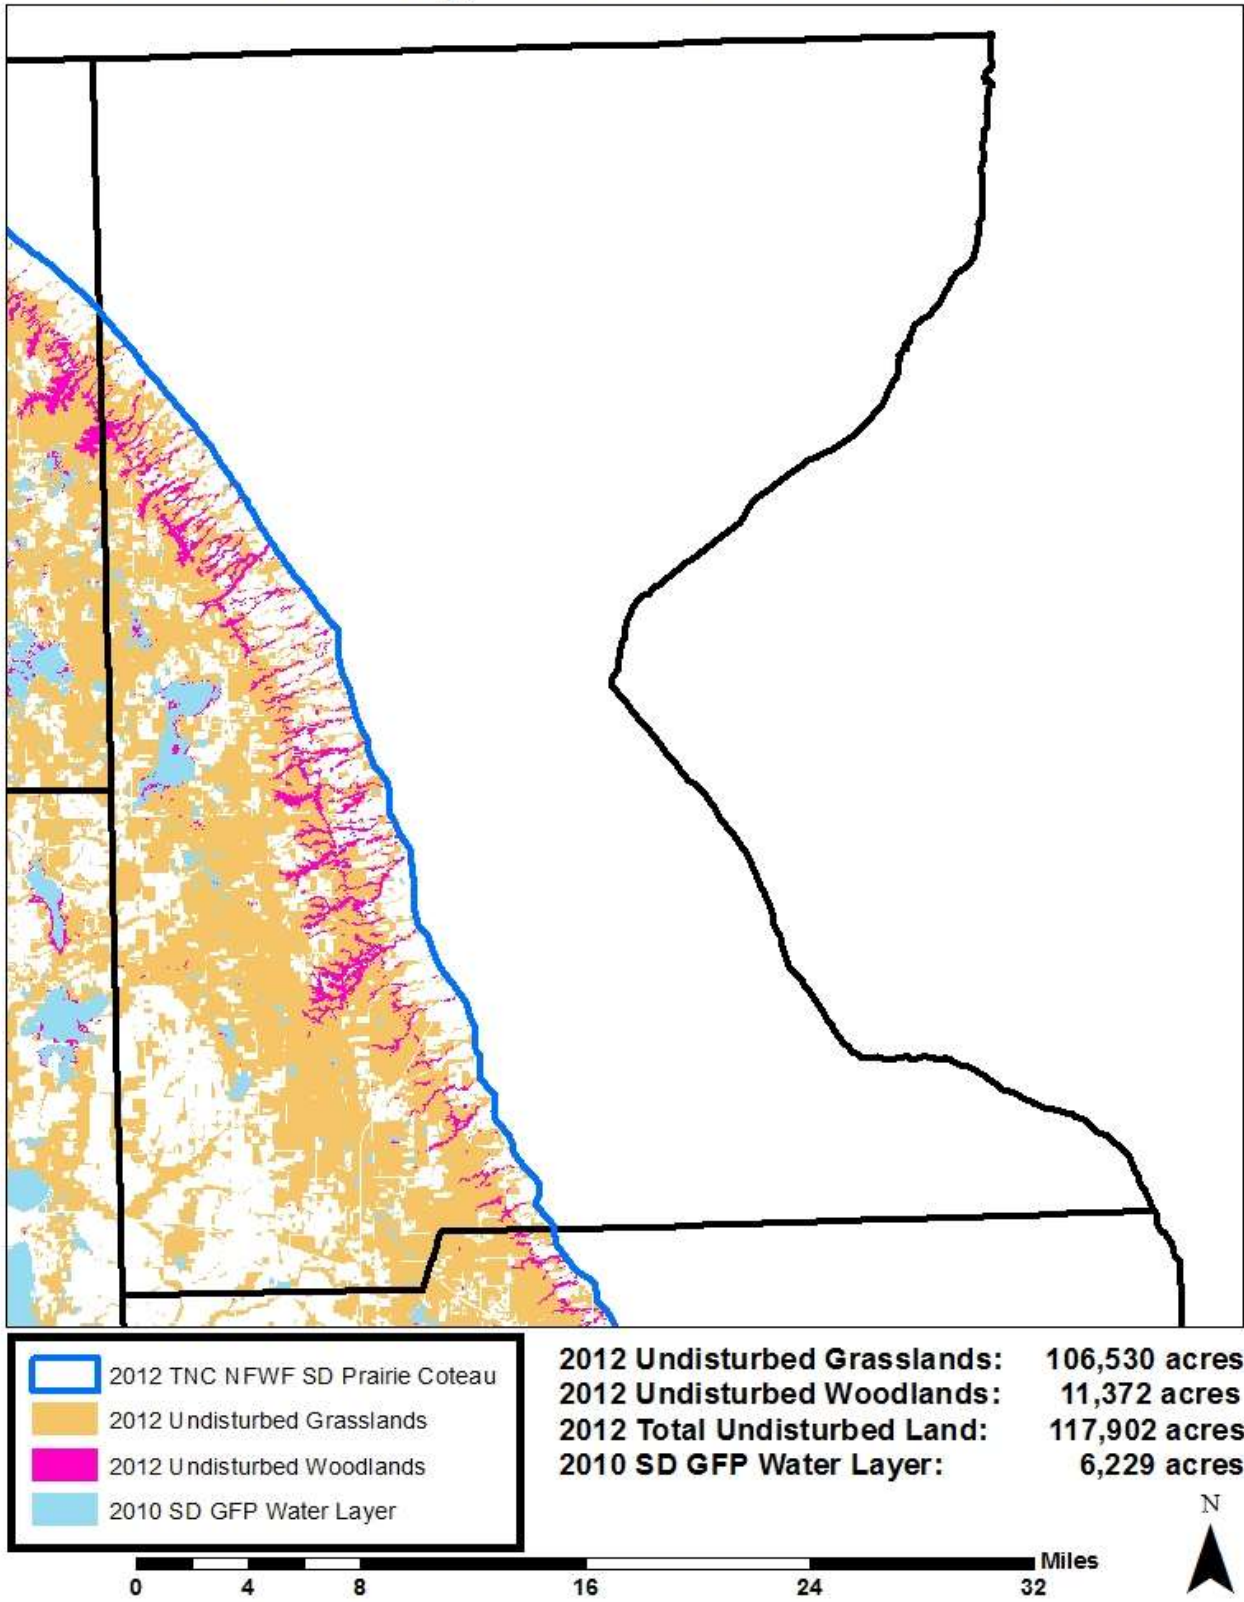 2012 TNC NFWF SD Prairie Coteau
2012 Undisturbed Grasslands
2012 Undisturbed Woodlands
2010 SD GFP Water Layer
2012 Undisturbed Grasslands: 106,530 acres
2012 Undisturbed Woodlands: 11,372 acres
2012 Total Undisturbed Land: 117,902 acres
2010 SD GFP Water Layer: 6,229 acres
N
Miles
0 4 8 16 24 32